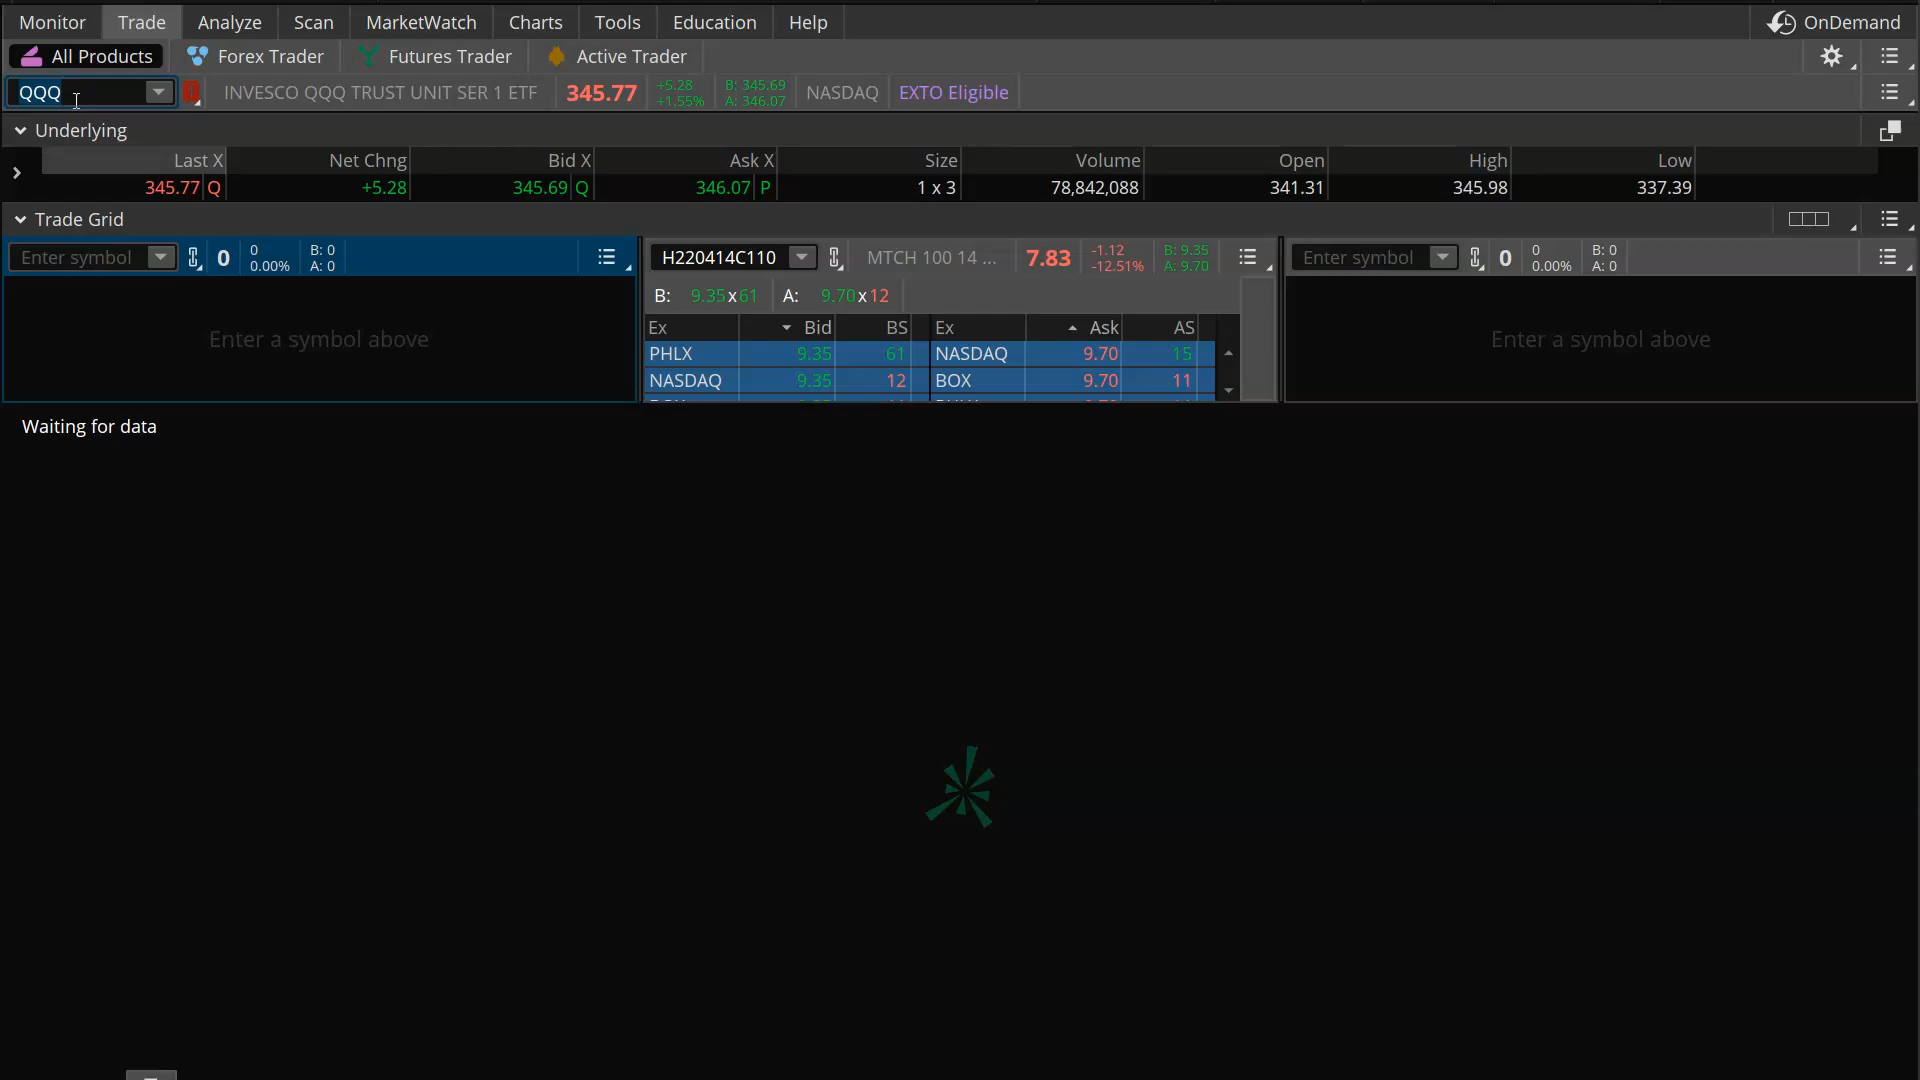 Monitor Trade Analyze Scan MarketWatch Charts Tools Education Help OnDemand
All Products Forex Trader Futures Trader Active Trader
QQQ INVESCO QQQ TRUST UNIT SER 1 ETF 345.77 +5.28 B: 345.69 NASDAQ EXTO Eligible
+1.55% A: 346.07
Underlying
Last X Net Chng Bid X Ask X Size Volume Open High Low
345.77 Q +5.28 345.69 Q 346.07 P 1 x 3 78,842,088 341.31 345.98 337.39
Trade Grid
Enter symbol 0 0 B: 0 H220414C110 MTCH 100 14 ... 7.83 -1.12 B: 9.35 Enter symbol 0 0 B: 0
0.00% A: 0 -12.51% A: 9.70 0.00% A: 0
B: 9.35x61 A: 9.70x12
Ex Bid BS Ex Ask AS
Enter a symbol above PHLX 9.35 61 NASDAQ 9.70 15 Enter a symbol above
NASDAQ 9.35 12 BOX 9.70 11
Waiting for data